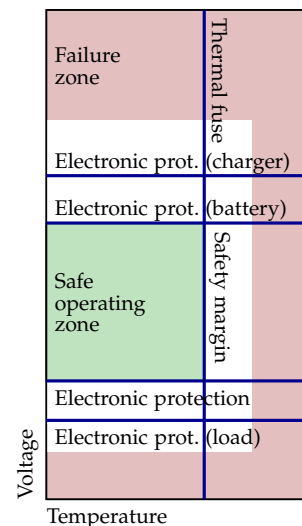 Failure
zone
Thermal fuse
Electronic prot. (charger)
Electronic prot. (battery)
Safe
operating
zone
Safety margin
Electronic protection
Electronic prot. (load)
Voltage
Temperature